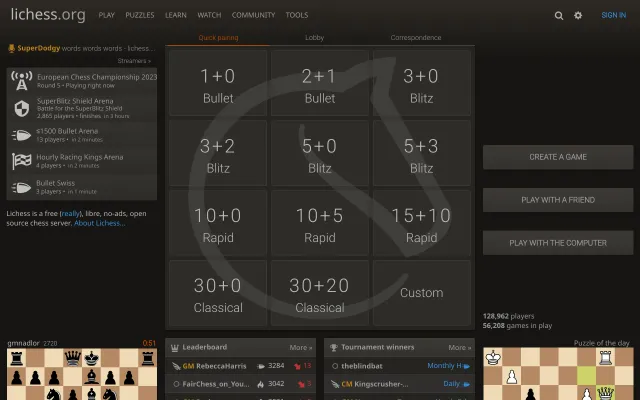 lichess.org
PLAY PUZZLES LEARN WATCH COMMUNITY TOOLS
SIGN IN
SuperDodgy words words words · lichess...
Streamers »
European Chess Championship 2023
Round 5 • Playing right now
SuperBlitz Shield Arena
Battle for the SuperBlitz Shield
2,865 players • finishes in 3 hours
≤1500 Bullet Arena
13 players • in 2 minutes
Hourly Racing Kings Arena
4 players • in 2 minutes
Bullet Swiss
3 players • in 1 minute
Lichess is a free (really), libre, no-ads, open
source chess server. About Lichess...
Quick pairing Lobby Correspondence
1+0
Bullet
2+1
Bullet
3+0
Blitz
3+2
Blitz
5+0
Blitz
5+3
Blitz
10+0
Rapid
10+5
Rapid
15+10
Rapid
30+0
Classical
30+20
Classical
Custom
CREATE A GAME
PLAY WITH A FRIEND
PLAY WITH THE COMPUTER
128,962 players
56,208 games in play
gmnadlor 2720 0:51
Leaderboard More »
GM RebeccaHarris 3284 13
FairChess_on_You... 3042 5
Tournament winners More »
theblindbat Monthly H
CM Kingscrusher-... Daily
Puzzle of the day